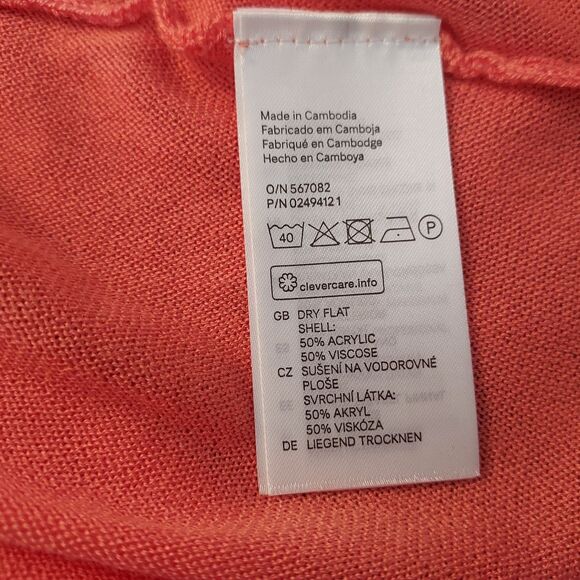 Made in Cambodia
Fabricado em Camboja
Fabriqué en Cambodge
Hecho en Camboya
O/N 567082
P/N 02494121
40 P
clevercare.info
GB DRY FLAT
SHELL:
50% ACRYLIC
50% VISCOSE
CZ SUŠENÍ NA VODOROVNÉ
PLOŠE
SVRCHNÍ LÁTKA:
50% AKRYL
50% VISKÓZA
DE LIEGEND TROCKNEN